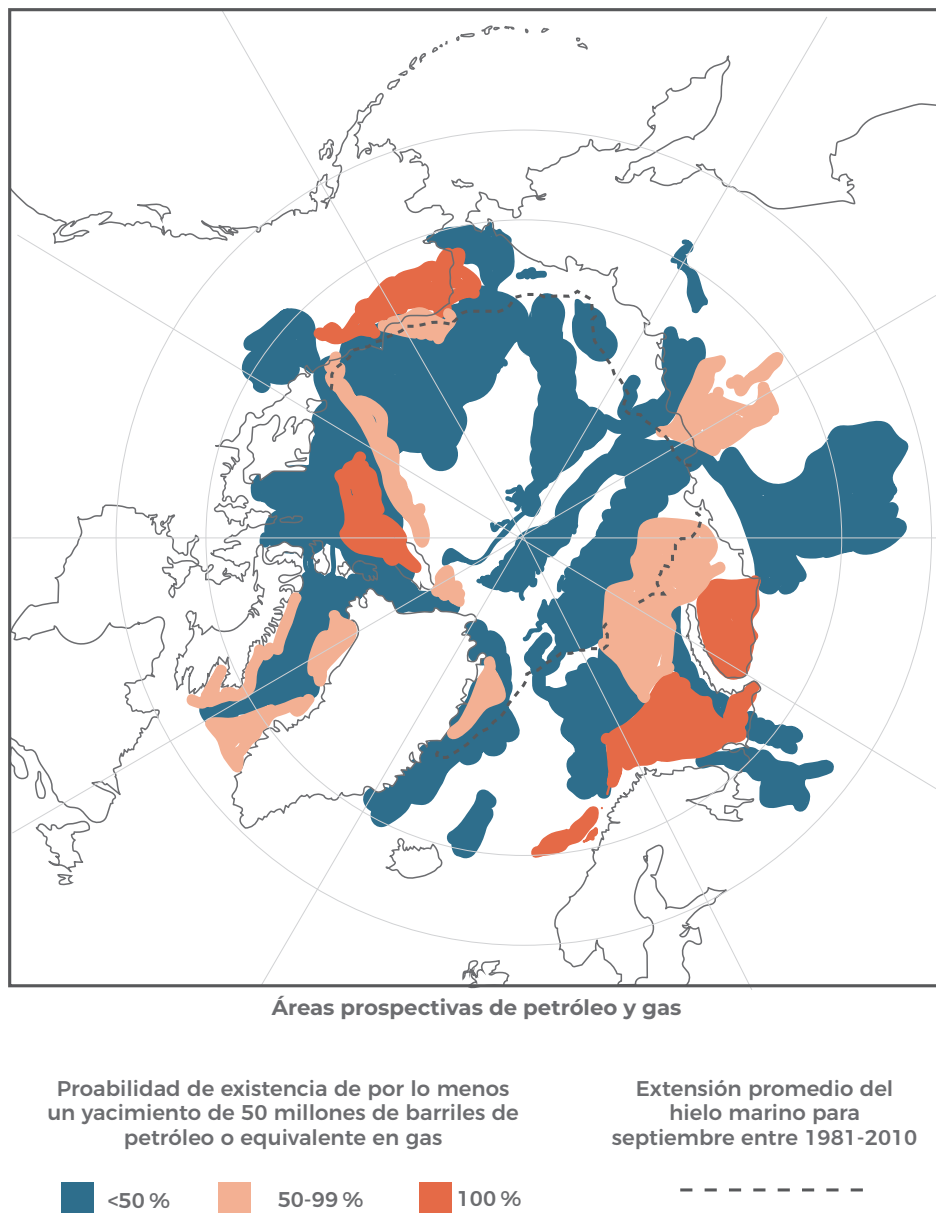 Áreas prospectivas de petróleo y gas
Proabilidad de existencia de por lo menos
un yacimiento de 50 millones de barriles de
petróleo o equivalente en gas
<50 %
50-99 %
100 %
Extensión promedio del
hielo marino para
septiembre entre 1981-2010